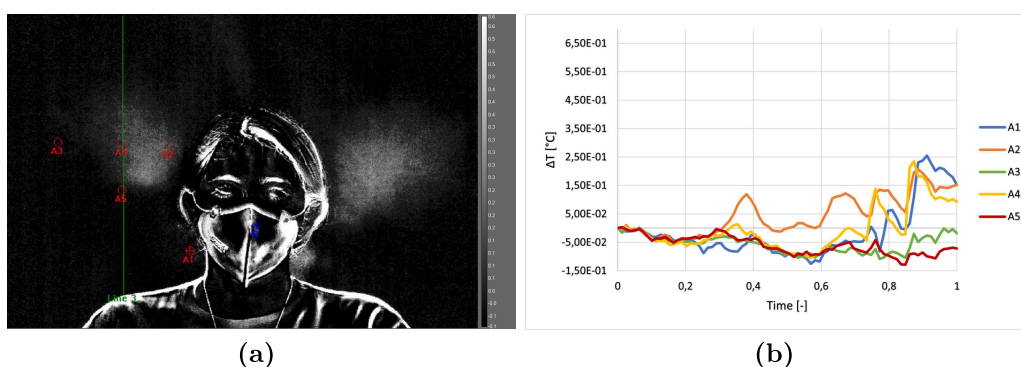 A3
A4
A2
A5
A1
Line 3
6,50E-01
5,50E-01
4,50E-01
3,50E-01
2,50E-01
1,50E-01
5,00E-02
-5,00E-02
-1,50E-01
ΔT [°C]
0 0,2 0,4 0,6 0,8 1
Time [-]
A1
A2
A3
A4
A5
(a) (b)